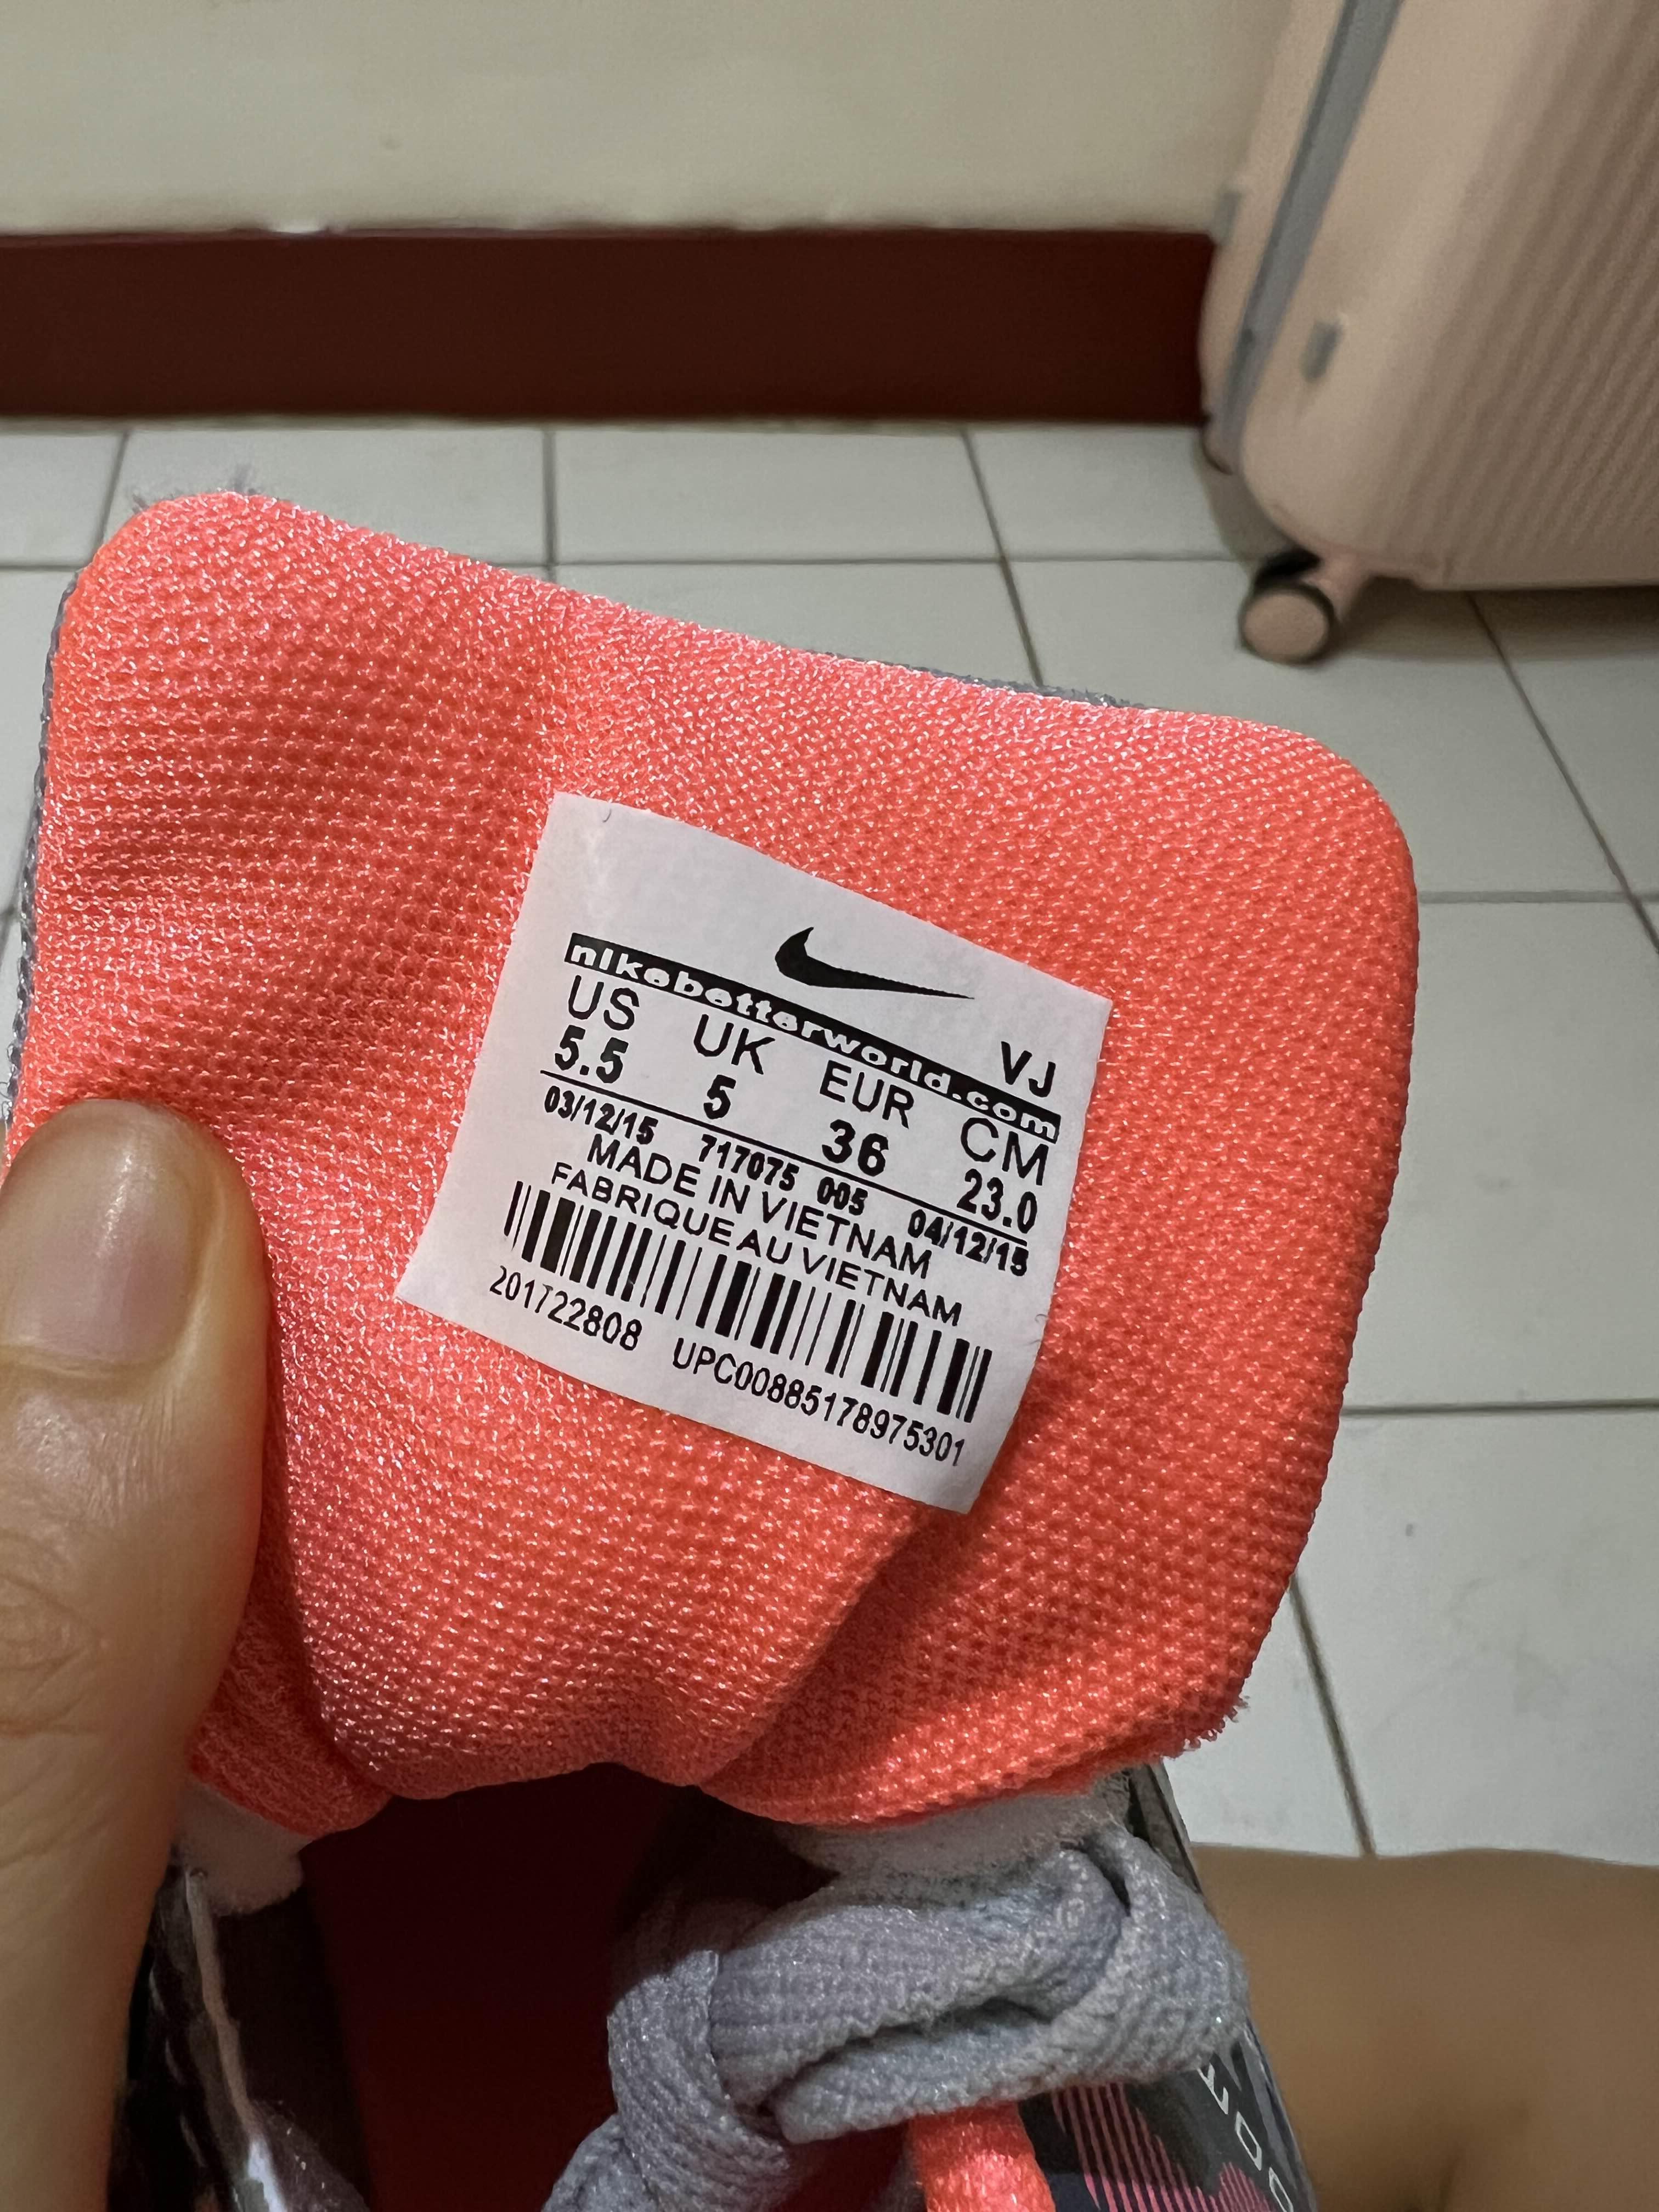 VJ
nikebetterworld.com
US UK EUR CM
5.5 5 36 23.0
03/12/15 717075 005 04/12/15
MADE IN VIETNAM
FABRIQUE AU VIETNAM
201722808 UPC00885178975301